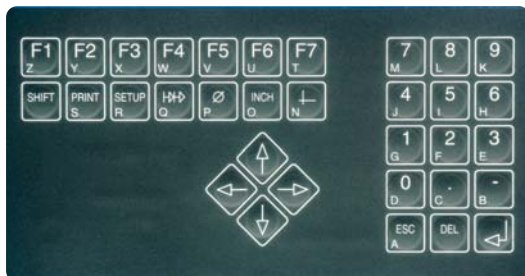 F1 F2 F3 F4 F5 F6 F7
Z Y X W V U T
SHIFT PRINT SETUP INCH
S R Q P O N
7 8 9
M L K
4 5 6
J I H
1 2 3
G F E
0 . -
D C B
ESC DEL
A